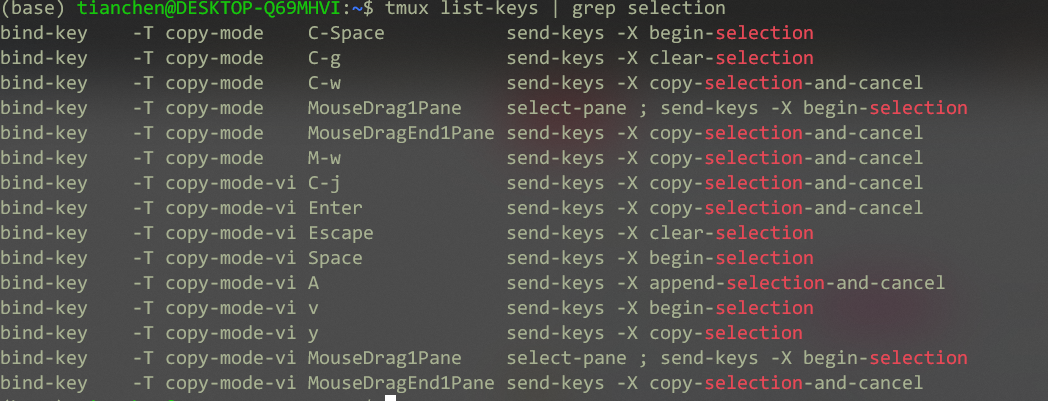 (base) tianchen@DESKTOP-Q69MHVI:~$ tmux list-keys | grep selection
bind-key    -T copy-mode    C-Space           send-keys -X begin-selection
bind-key    -T copy-mode    C-g               send-keys -X clear-selection
bind-key    -T copy-mode    C-w               send-keys -X copy-selection-and-cancel
bind-key    -T copy-mode    MouseDrag1Pane    select-pane ; send-keys -X begin-selection
bind-key    -T copy-mode    MouseDragEnd1Pane send-keys -X copy-selection-and-cancel
bind-key    -T copy-mode    M-w               send-keys -X copy-selection-and-cancel
bind-key    -T copy-mode-vi C-j               send-keys -X copy-selection-and-cancel
bind-key    -T copy-mode-vi Enter             send-keys -X copy-selection-and-cancel
bind-key    -T copy-mode-vi Escape            send-keys -X clear-selection
bind-key    -T copy-mode-vi Space             send-keys -X begin-selection
bind-key    -T copy-mode-vi A                 send-keys -X append-selection-and-cancel
bind-key    -T copy-mode-vi v                 send-keys -X begin-selection
bind-key    -T copy-mode-vi y                 send-keys -X copy-selection
bind-key    -T copy-mode-vi MouseDrag1Pane    select-pane ; send-keys -X begin-selection
bind-key    -T copy-mode-vi MouseDragEnd1Pane send-keys -X copy-selection-and-cancel